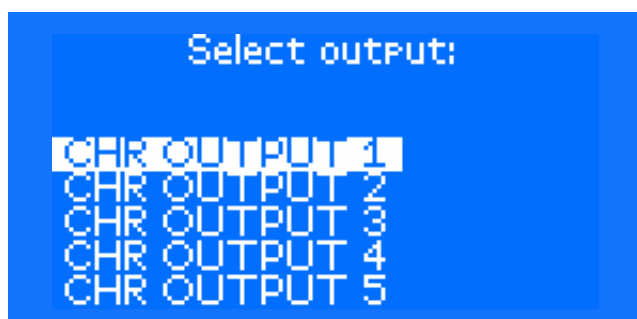 Select output:
CHR OUTPUT 1
CHR OUTPUT 2
CHR OUTPUT 3
CHR OUTPUT 4
CHR OUTPUT 5